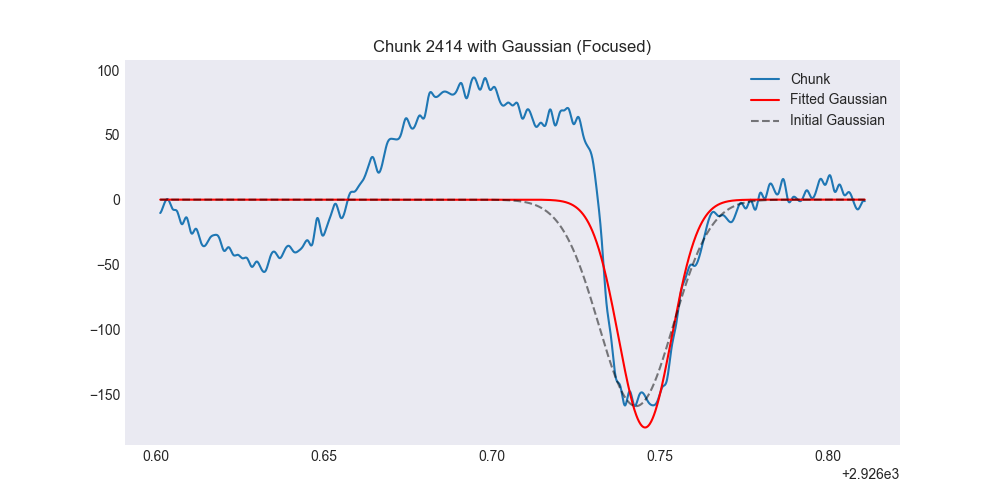 Chunk 2414 with Gaussian (Focused)
100
50
0
−50
−100
−150
Chunk
Fitted Gaussian
Initial Gaussian
0.60 0.65 0.70 0.75 0.80
+2.926e3